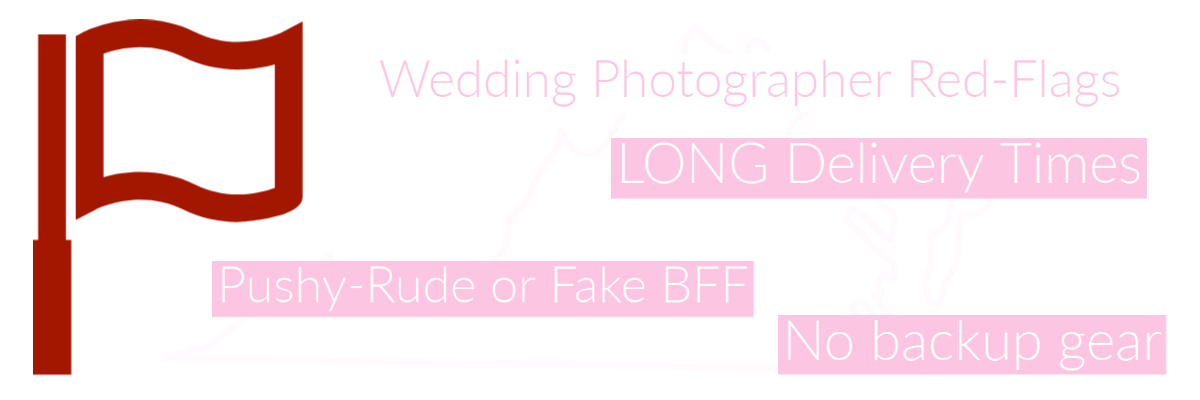 Wedding Photographer Red-Flags
LONG Delivery Times
Pushy-Rude or Fake BFF
No backup gear